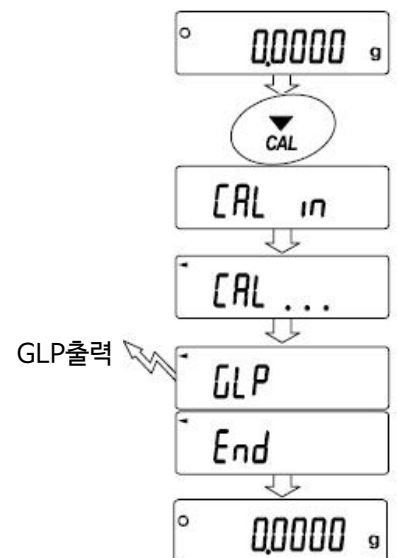 0.0000 g
CAL
CAL in
CAL ...
GLP출력
GLP
End
0.0000 g